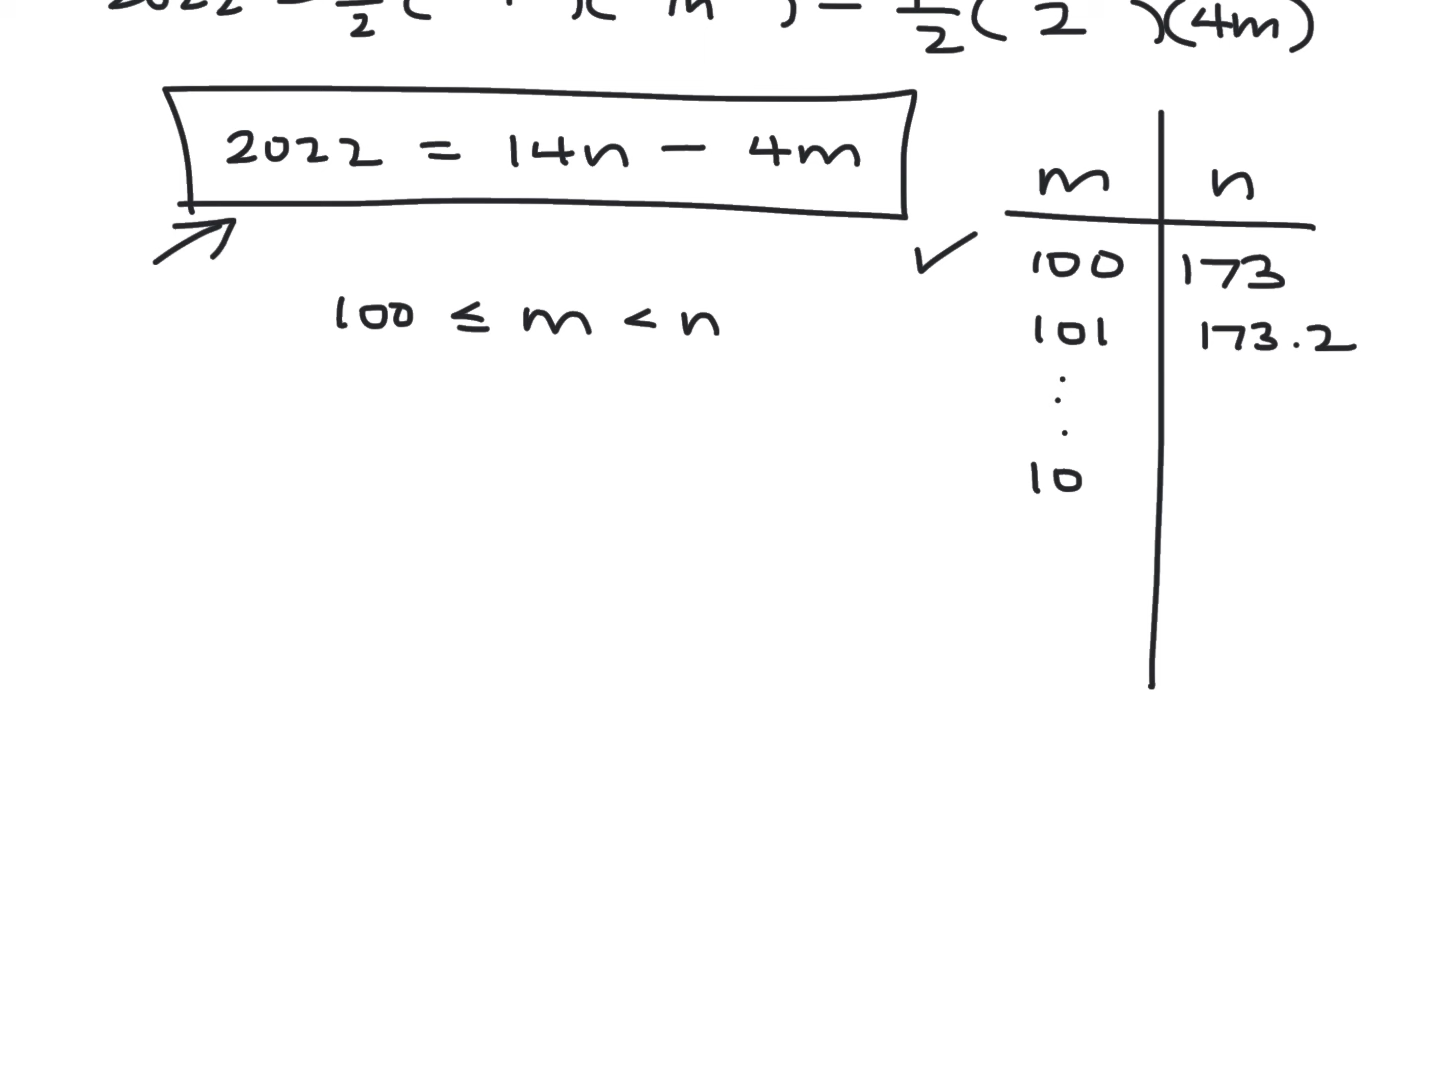 2022 = 14n - 4m
100 ≤ m < n
m n
100 173
101 173.2
10